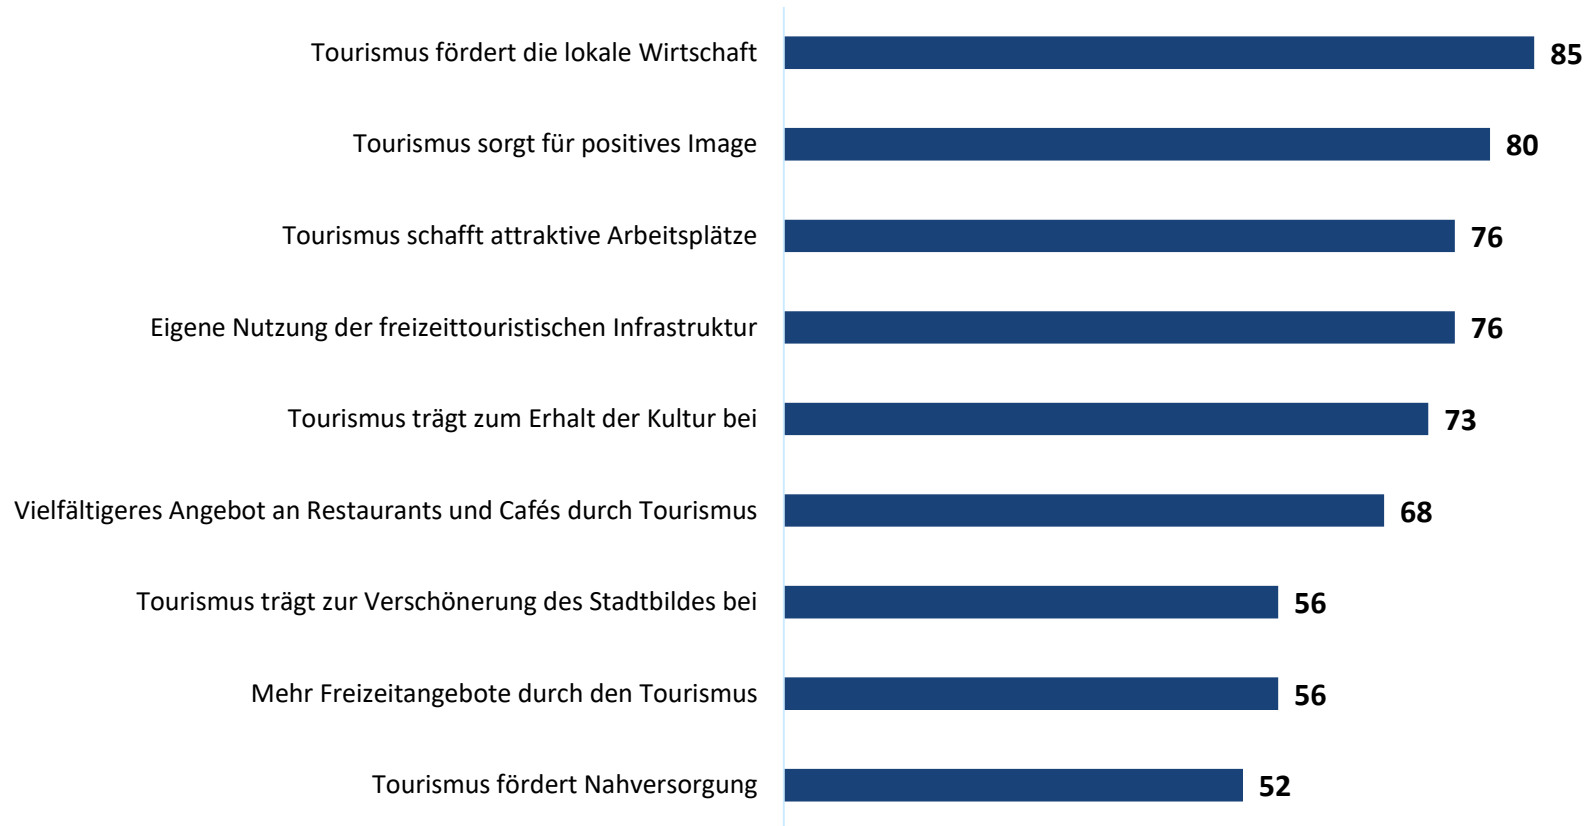 Tourismus fördert die lokale Wirtschaft 85
Tourismus sorgt für positives Image 80
Tourismus schafft attraktive Arbeitsplätze 76
Eigene Nutzung der freizeittouristischen Infrastruktur 76
Tourismus trägt zum Erhalt der Kultur bei 73
Vielfältigeres Angebot an Restaurants und Cafés durch Tourismus 68
Tourismus trägt zur Verschönerung des Stadtbildes bei 56
Mehr Freizeitangebote durch den Tourismus 56
Tourismus fördert Nahversorgung 52